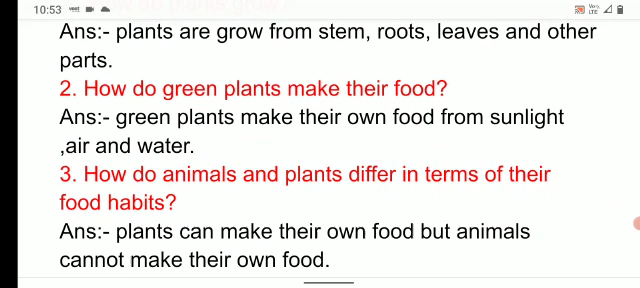 10:53
Ans:- plants are grow from stem, roots, leaves and other
parts.
2. How do green plants make their food?
Ans:- green plants make their own food from sunlight
,air and water.
3. How do animals and plants differ in terms of their
food habits?
Ans:- plants can make their own food but animals
cannot make their own food.